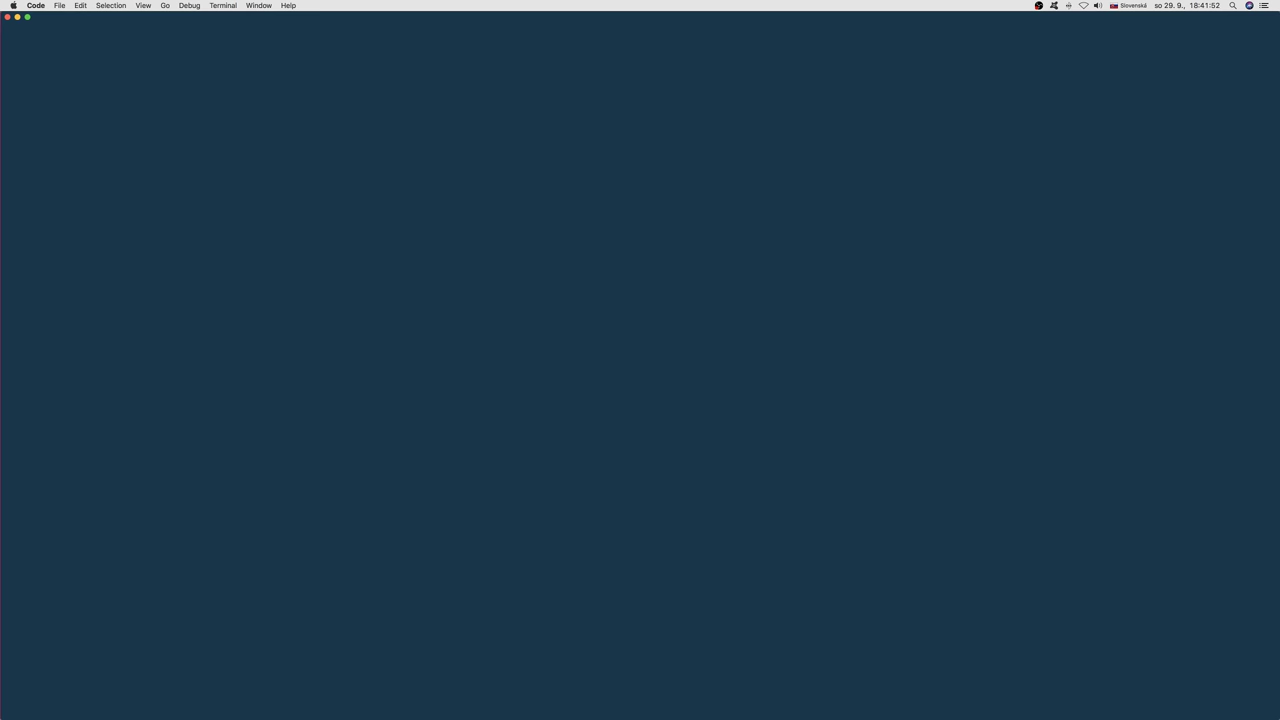 Code File Edit Selection View Go Debug Terminal Window Help Slovenská so 29. 9., 18:41:52